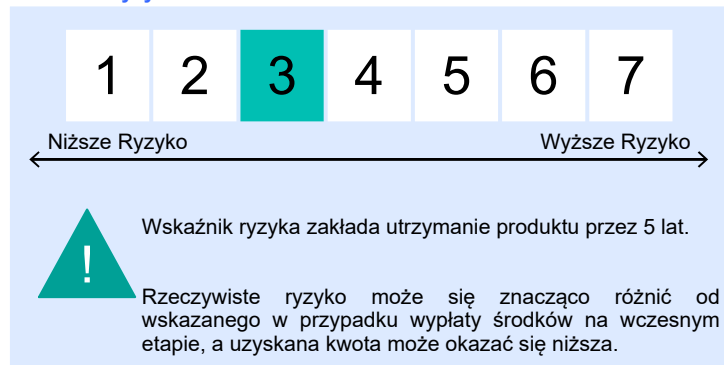 1 2 3 4 5 6 7
Niższe Ryzyko Wyższe Ryzyko
Wskaźnik ryzyka zakłada utrzymanie produktu przez 5 lat.
!
Rzeczywiste ryzyko może się znacząco różnić od
wskazanego w przypadku wypłaty środków na wczesnym
etapie, a uzyskana kwota może okazać się niższa.